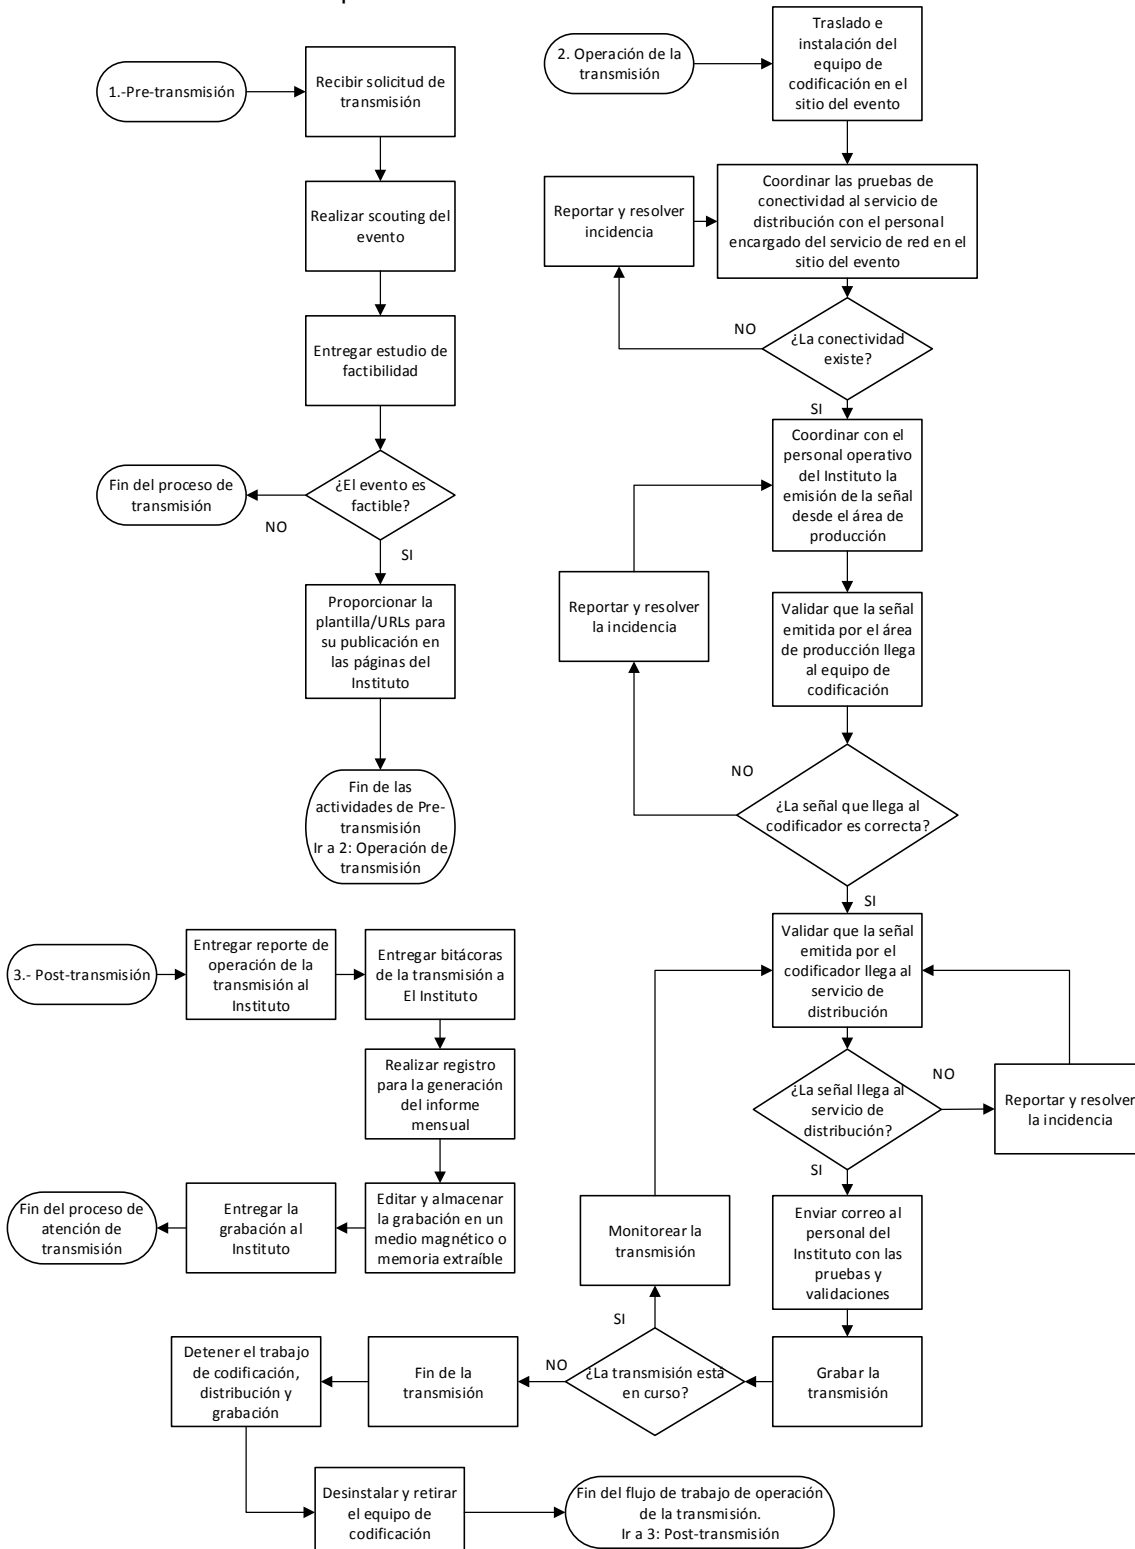 1.-Pre-transmisión
Recibir solicitud de
transmisión
Realizar scouting del
evento
Entregar estudio de
factibilidad
¿El evento es
factible?
NO
Fin del proceso de
transmisión
SI
Proporcionar la
plantilla/URLs para
su publicación en
las páginas del
Instituto
Fin de las
actividades de Pre-
transmisión
Ir a 2: Operación de
transmisión
2. Operación de la
transmisión
Traslado e
instalación del
equipo de
codificación en el
sitio del evento
Coordinar las pruebas de
conectividad al servicio de
distribución con el personal
encargado del servicio de red en el
sitio del evento
Reportar y resolver
incidencia
NO
¿La conectividad
existe?
SI
Coordinar con el
personal operativo
del Instituto la
emisión de la señal
desde el área de
producción
Reportar y resolver
la incidencia
Validar que la señal
emitida por el área
de producción llega
al equipo de
codificación
NO
¿La señal que llega al
codificador es correcta?
SI
Validar que la señal
emitida por el
codificador llega al
servicio de
distribución
¿La señal llega al
servicio de
distribución?
NO
Reportar y resolver
la incidencia
SI
Enviar correo al
personal del
Instituto con las
pruebas y
validaciones
Grabar la
transmisión
¿La transmisión está
en curso?
SI
Monitorear la
transmisión
NO
Fin de la
transmisión
Detener el trabajo
de codificación,
distribución y
grabación
Desinstalar y retirar
el equipo de
codificación
Fin del flujo de trabajo de operación
de la transmisión.
Ir a 3: Post-transmisión
3.- Post-transmisión
Entregar reporte de
operación de la
transmisión al
Instituto
Entregar bitácoras
de la transmisión a
El Instituto
Realizar registro
para la generación
del informe
mensual
Editar y almacenar
la grabación en un
medio magnético o
memoria extraíble
Entregar la
grabación al
Instituto
Fin del proceso de
atención de
transmisión